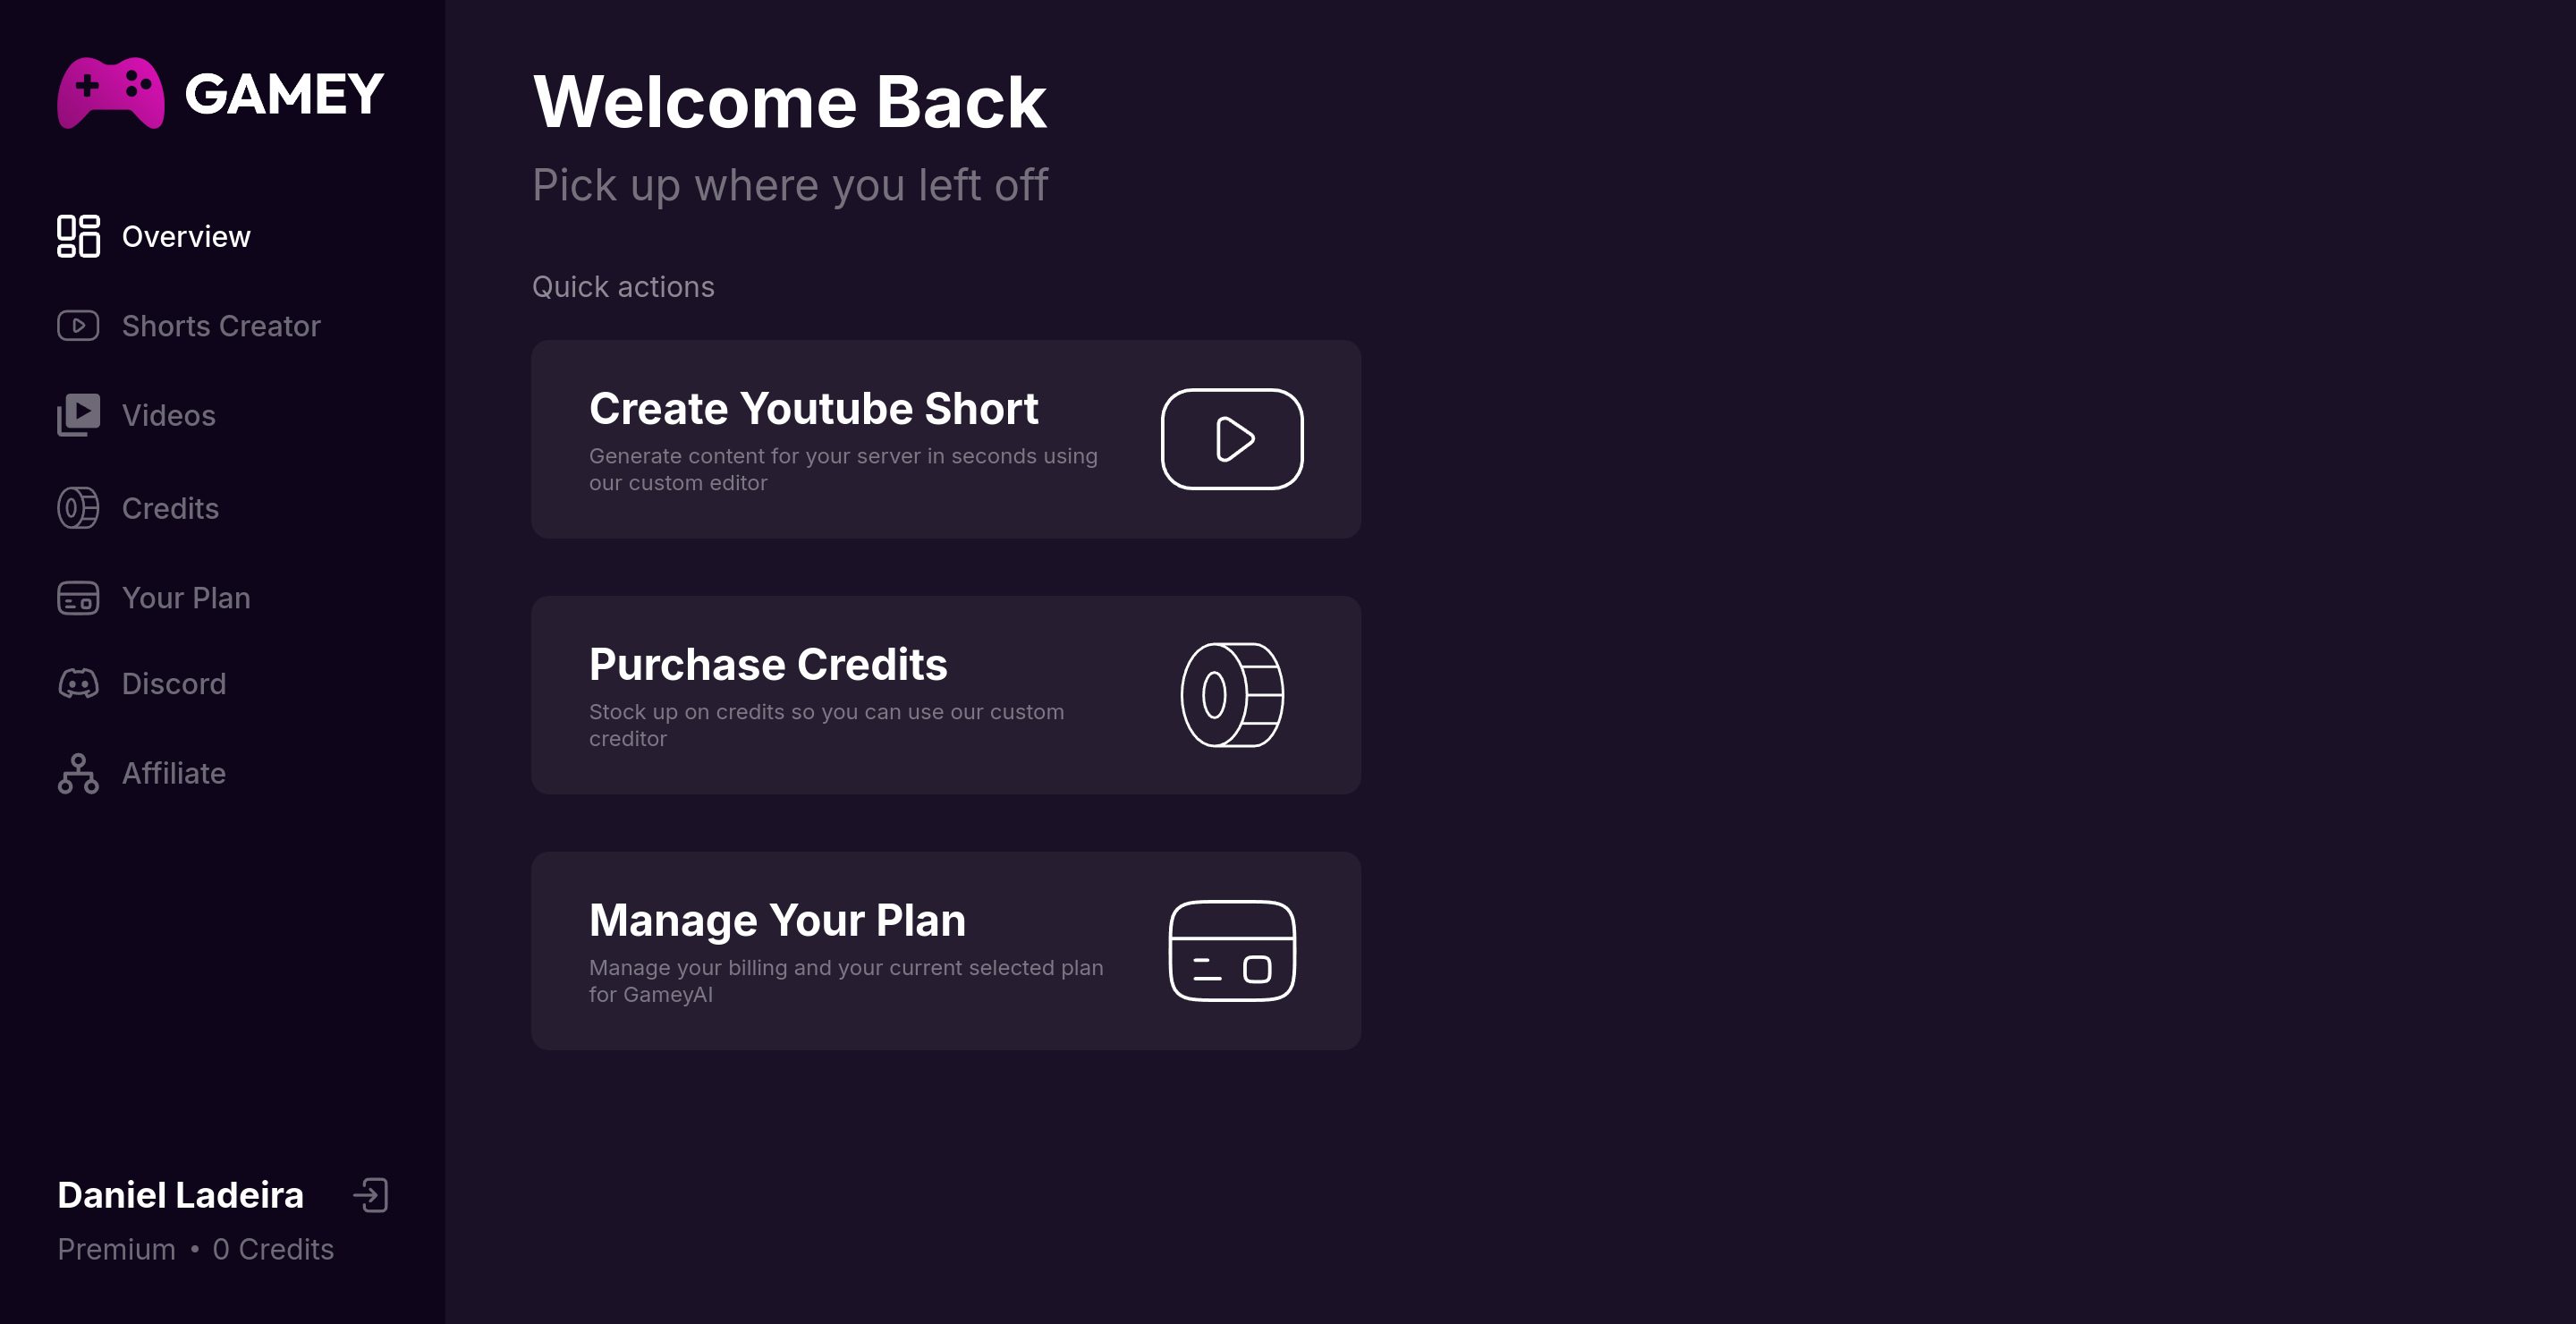 GAMEY
Overview
Shorts Creator
Videos
Credits
Your Plan
Discord
Affiliate
Daniel Ladeira
Premium • 0 Credits
Welcome Back
Pick up where you left off
Quick actions
Create Youtube Short
Generate content for your server in seconds using
our custom editor
Purchase Credits
Stock up on credits so you can use our custom
creditor
Manage Your Plan
Manage your billing and your current selected plan
for GameyAI